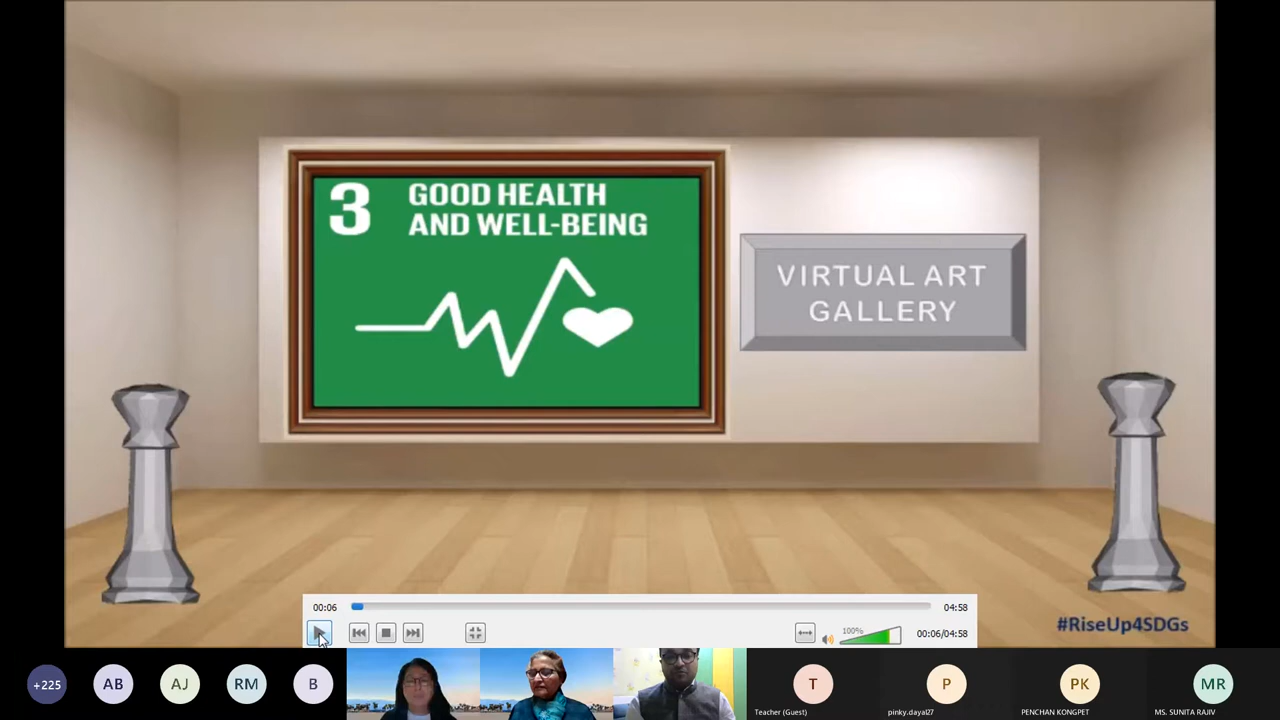 3
GOOD HEALTH
AND WELL-BEING
VIRTUAL ART
GALLERY
00:06
04:58
100%
00:06/04:58
#RiseUp4SDGs
+225
AB
AJ
RM
B
T
P
PK
MR
Teacher (Guest)
pinky.dayal27
PENCHAN KONGPET
MS. SUNITA RAJIV